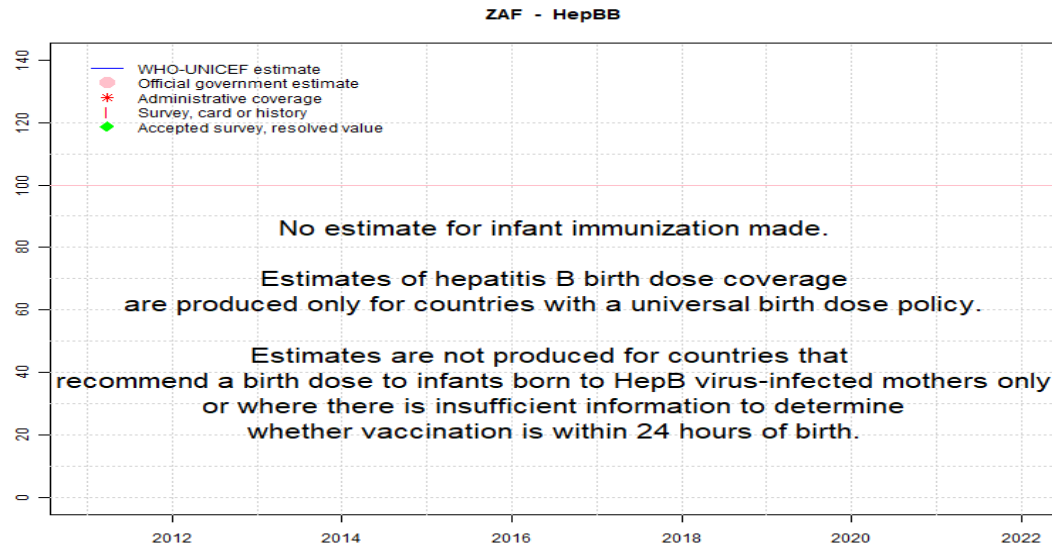 ZAF - HepBB
WHO-UNICEF estimate
Official government estimate
Administrative coverage
Survey, card or history
Accepted survey, resolved value
140
120
100
80
60
40
20
0
No estimate for infant immunization made.
Estimates of hepatitis B birth dose coverage
are produced only for countries with a universal birth dose policy.
Estimates are not produced for countries that
recommend a birth dose to infants born to HepB virus-infected mothers only
or where there is insufficient information to determine
whether vaccination is within 24 hours of birth.
2012 2014 2016 2018 2020 2022